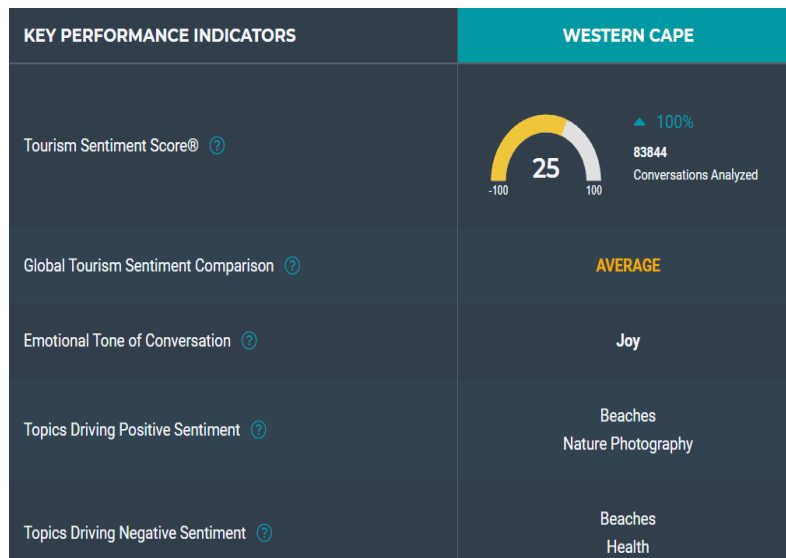 KEY PERFORMANCE INDICATORS
WESTERN CAPE
Tourism Sentiment Score® ?
25
-100
100
▲ 100%
83844
Conversations Analyzed
Global Tourism Sentiment Comparison ?
AVERAGE
Emotional Tone of Conversation ?
Joy
Topics Driving Positive Sentiment ?
Beaches
Nature Photography
Topics Driving Negative Sentiment ?
Beaches
Health